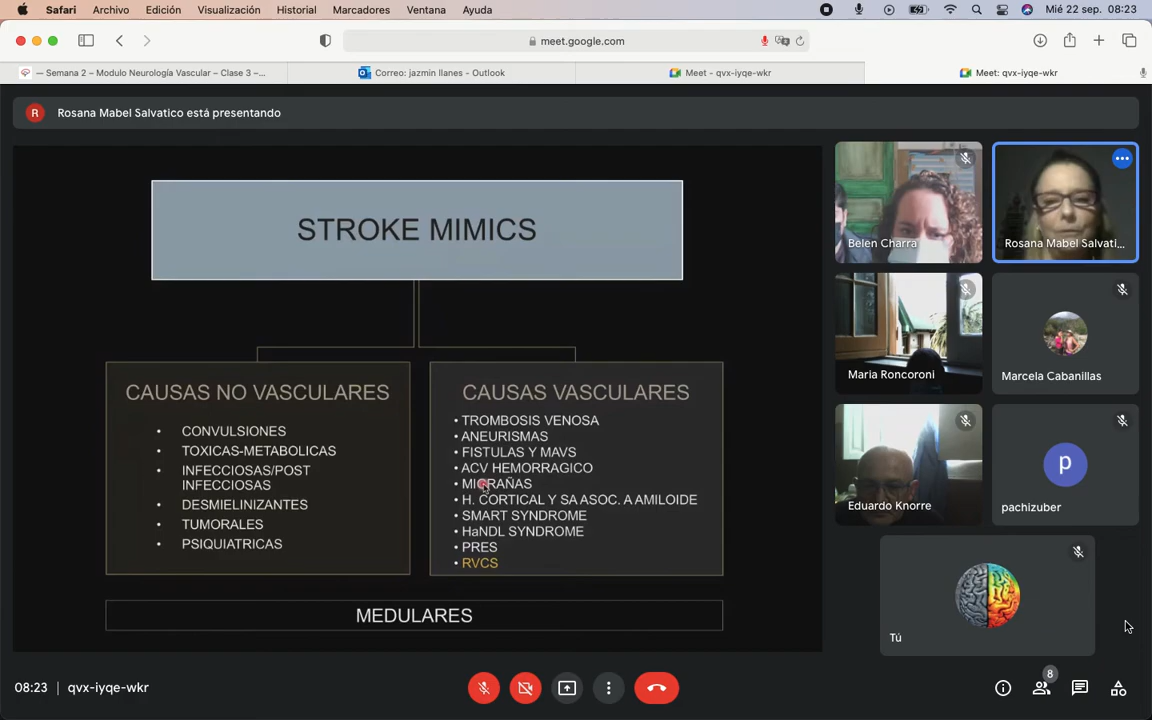 Safari Archivo Edición Visualización Historial Marcadores Ventana Ayuda
Mié 22 sep. 08:23
meet.google.com
— Semana 2 – Modulo Neurología Vascular – Clase 3 –...
Correo: jazmin llanes - Outlook
Meet - qvx-iyqe-wkr
Meet: qvx-iyqe-wkr
R
Rosana Mabel Salvatico está presentando
STROKE MIMICS
CAUSAS NO VASCULARES
• CONVULSIONES
• TOXICAS-METABOLICAS
• INFECCIOSAS/POST
INFECCIOSAS
• DESMIELINIZANTES
• TUMORALES
• PSIQUIATRICAS
CAUSAS VASCULARES
• TROMBOSIS VENOSA
• ANEURISMAS
• FISTULAS Y MAVS
• ACV HEMORRAGICO
• MIGRAÑAS
• H. CORTICAL Y SA ASOC. A AMILOIDE
• SMART SYNDROME
• HaNDL SYNDROME
• PRES
• RVCS
MEDULARES
Belen Charra
Rosana Mabel Salvati...
Maria Roncoroni
Marcela Cabanillas
Eduardo Knorre
p
pachizuber
Tú
08:23 | qvx-iyqe-wkr
8